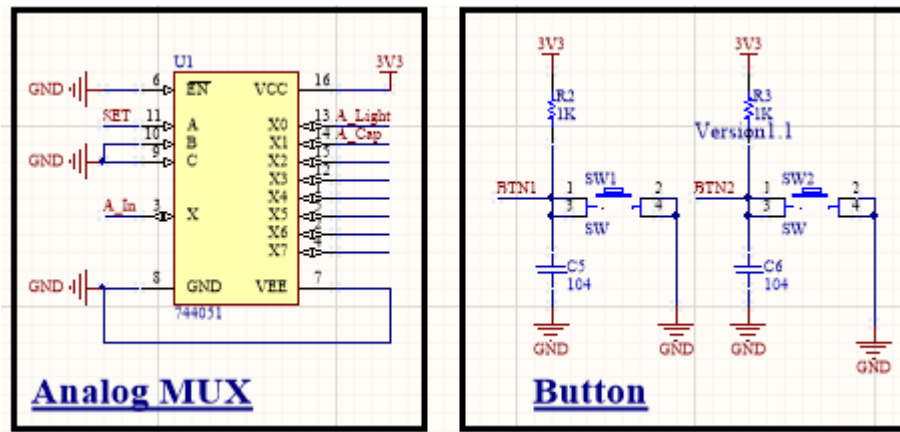 U1
GND 6 EN VCC 16 3V3
SET 11 A X0 13 A_Light
10 B X1 14 A_Cap
GND 9 C X2 15
X3 12
X4
A_In 3 X X5
X6
X7
GND 8 GND VEE 7
744051
Analog MUX
3V3 3V3
R2 R3
1K 1K
Version1.1
BTN1 1 SW1 2 BTN2 1 SW2 2
3 4 3 4
SW SW
C5 C6
104 104
GND GND GND GND
Button